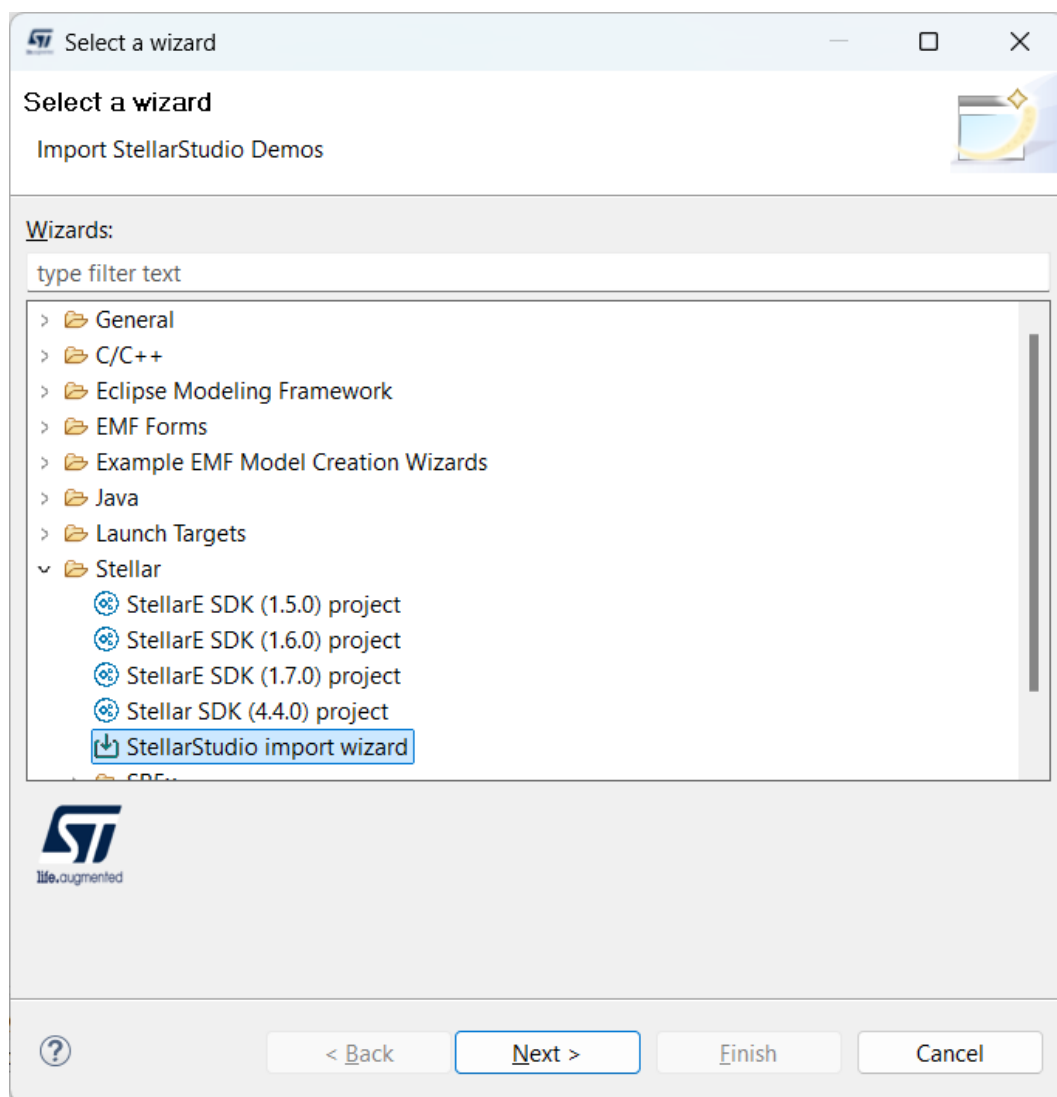 Select a wizard
Select a wizard
Import StellarStudio Demos
Wizards:
type filter text
General
C/C++
Eclipse Modeling Framework
EMF Forms
Example EMF Model Creation Wizards
Java
Launch Targets
Stellar
StellarE SDK (1.5.0) project
StellarE SDK (1.6.0) project
StellarE SDK (1.7.0) project
Stellar SDK (4.4.0) project
StellarStudio import wizard
ST
life.augmented
? < Back Next > Finish Cancel